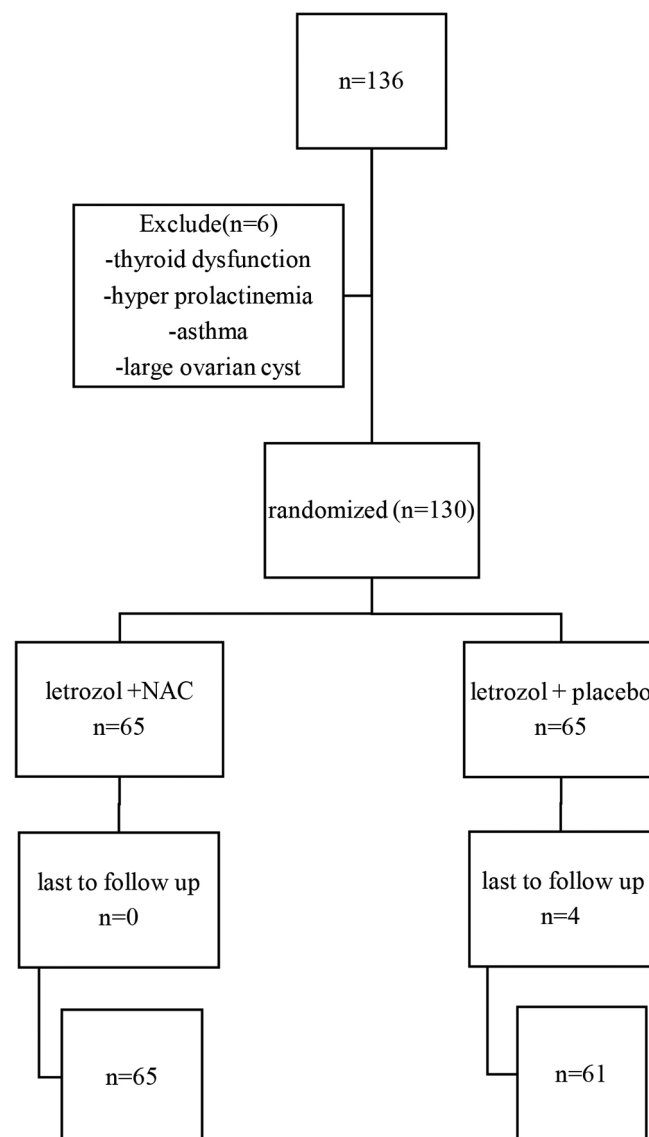 n=136
Exclude(n=6)
-thyroid dysfunction
-hyper prolactinemia
-asthma
-large ovarian cyst
randomized (n=130)
letrozol +NAC
n=65
letrozol + placebo
n=65
last to follow up
n=0
last to follow up
n=4
n=65
n=61